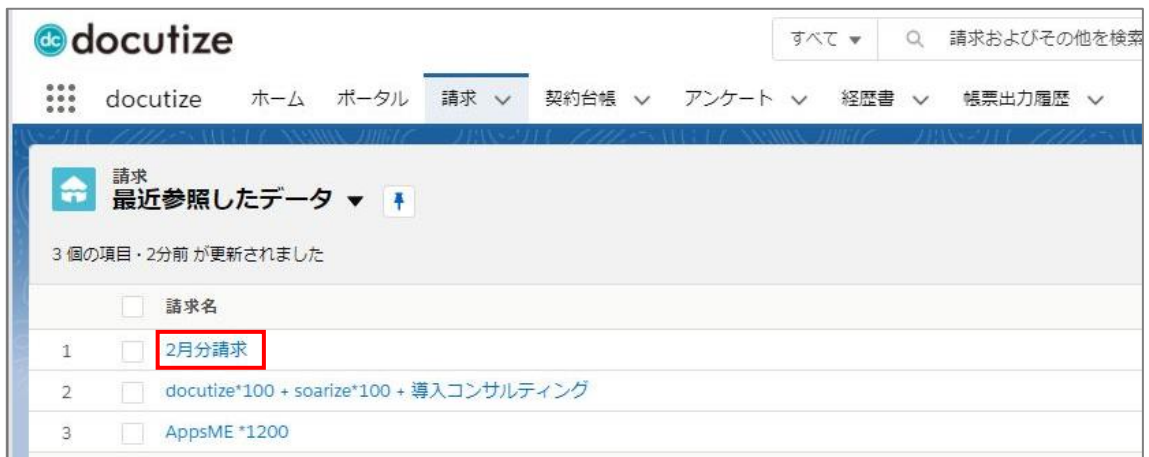 dc docutize
すべて 請求およびその他を検索
docutize ホーム ポータル 請求 契約台帳 アンケート 経歴書 帳票出力履歴
請求
最近参照したデータ
3 個の項目・2分前 が更新されました
請求名
1 2月分請求
2 docutize*100 + soarize*100 + 導入コンサルティング
3 AppsME *1200